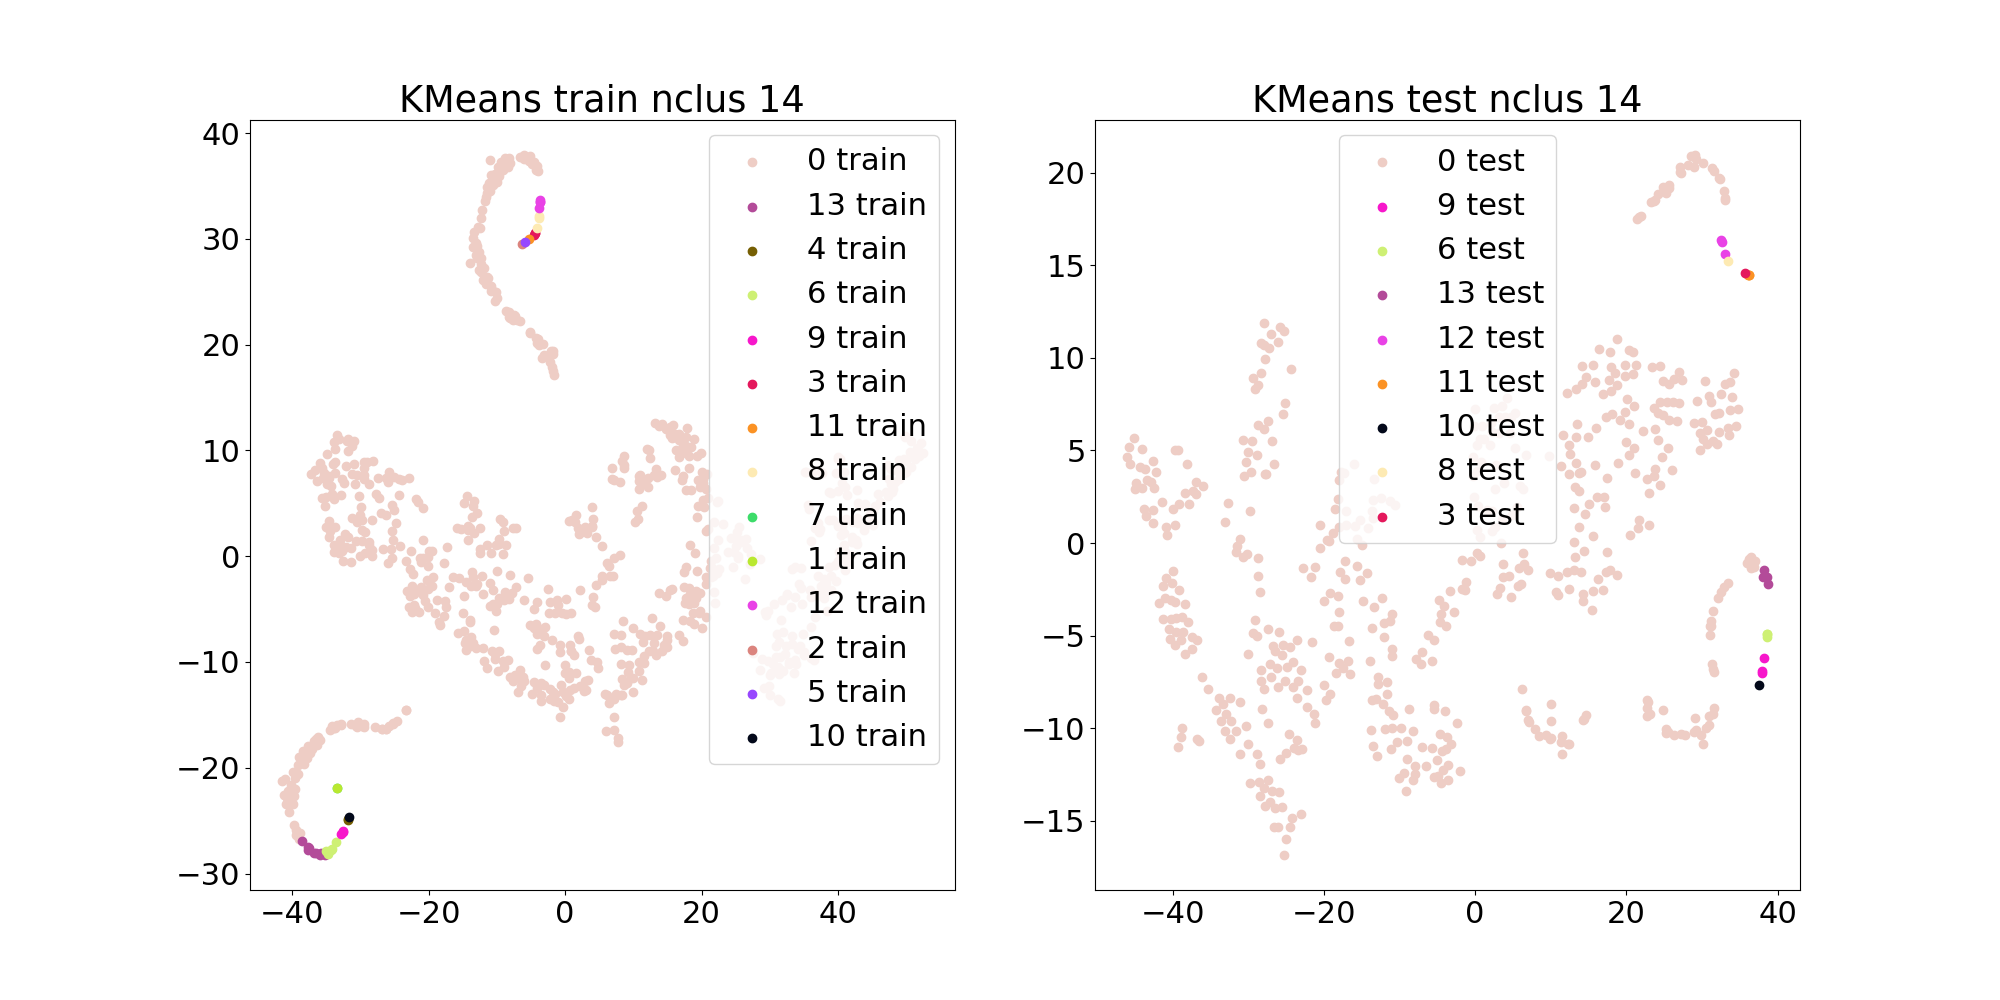 KMeans train nclus 14
40
30
20
10
0
−10
−20
−30
−40
−20
0
20
40
0 train
13 train
4 train
6 train
9 train
3 train
11 train
8 train
7 train
1 train
12 train
2 train
5 train
10 train
KMeans test nclus 14
20
15
10
5
0
−5
−10
−15
−40
−20
0
20
40
0 test
9 test
6 test
13 test
12 test
11 test
10 test
8 test
3 test